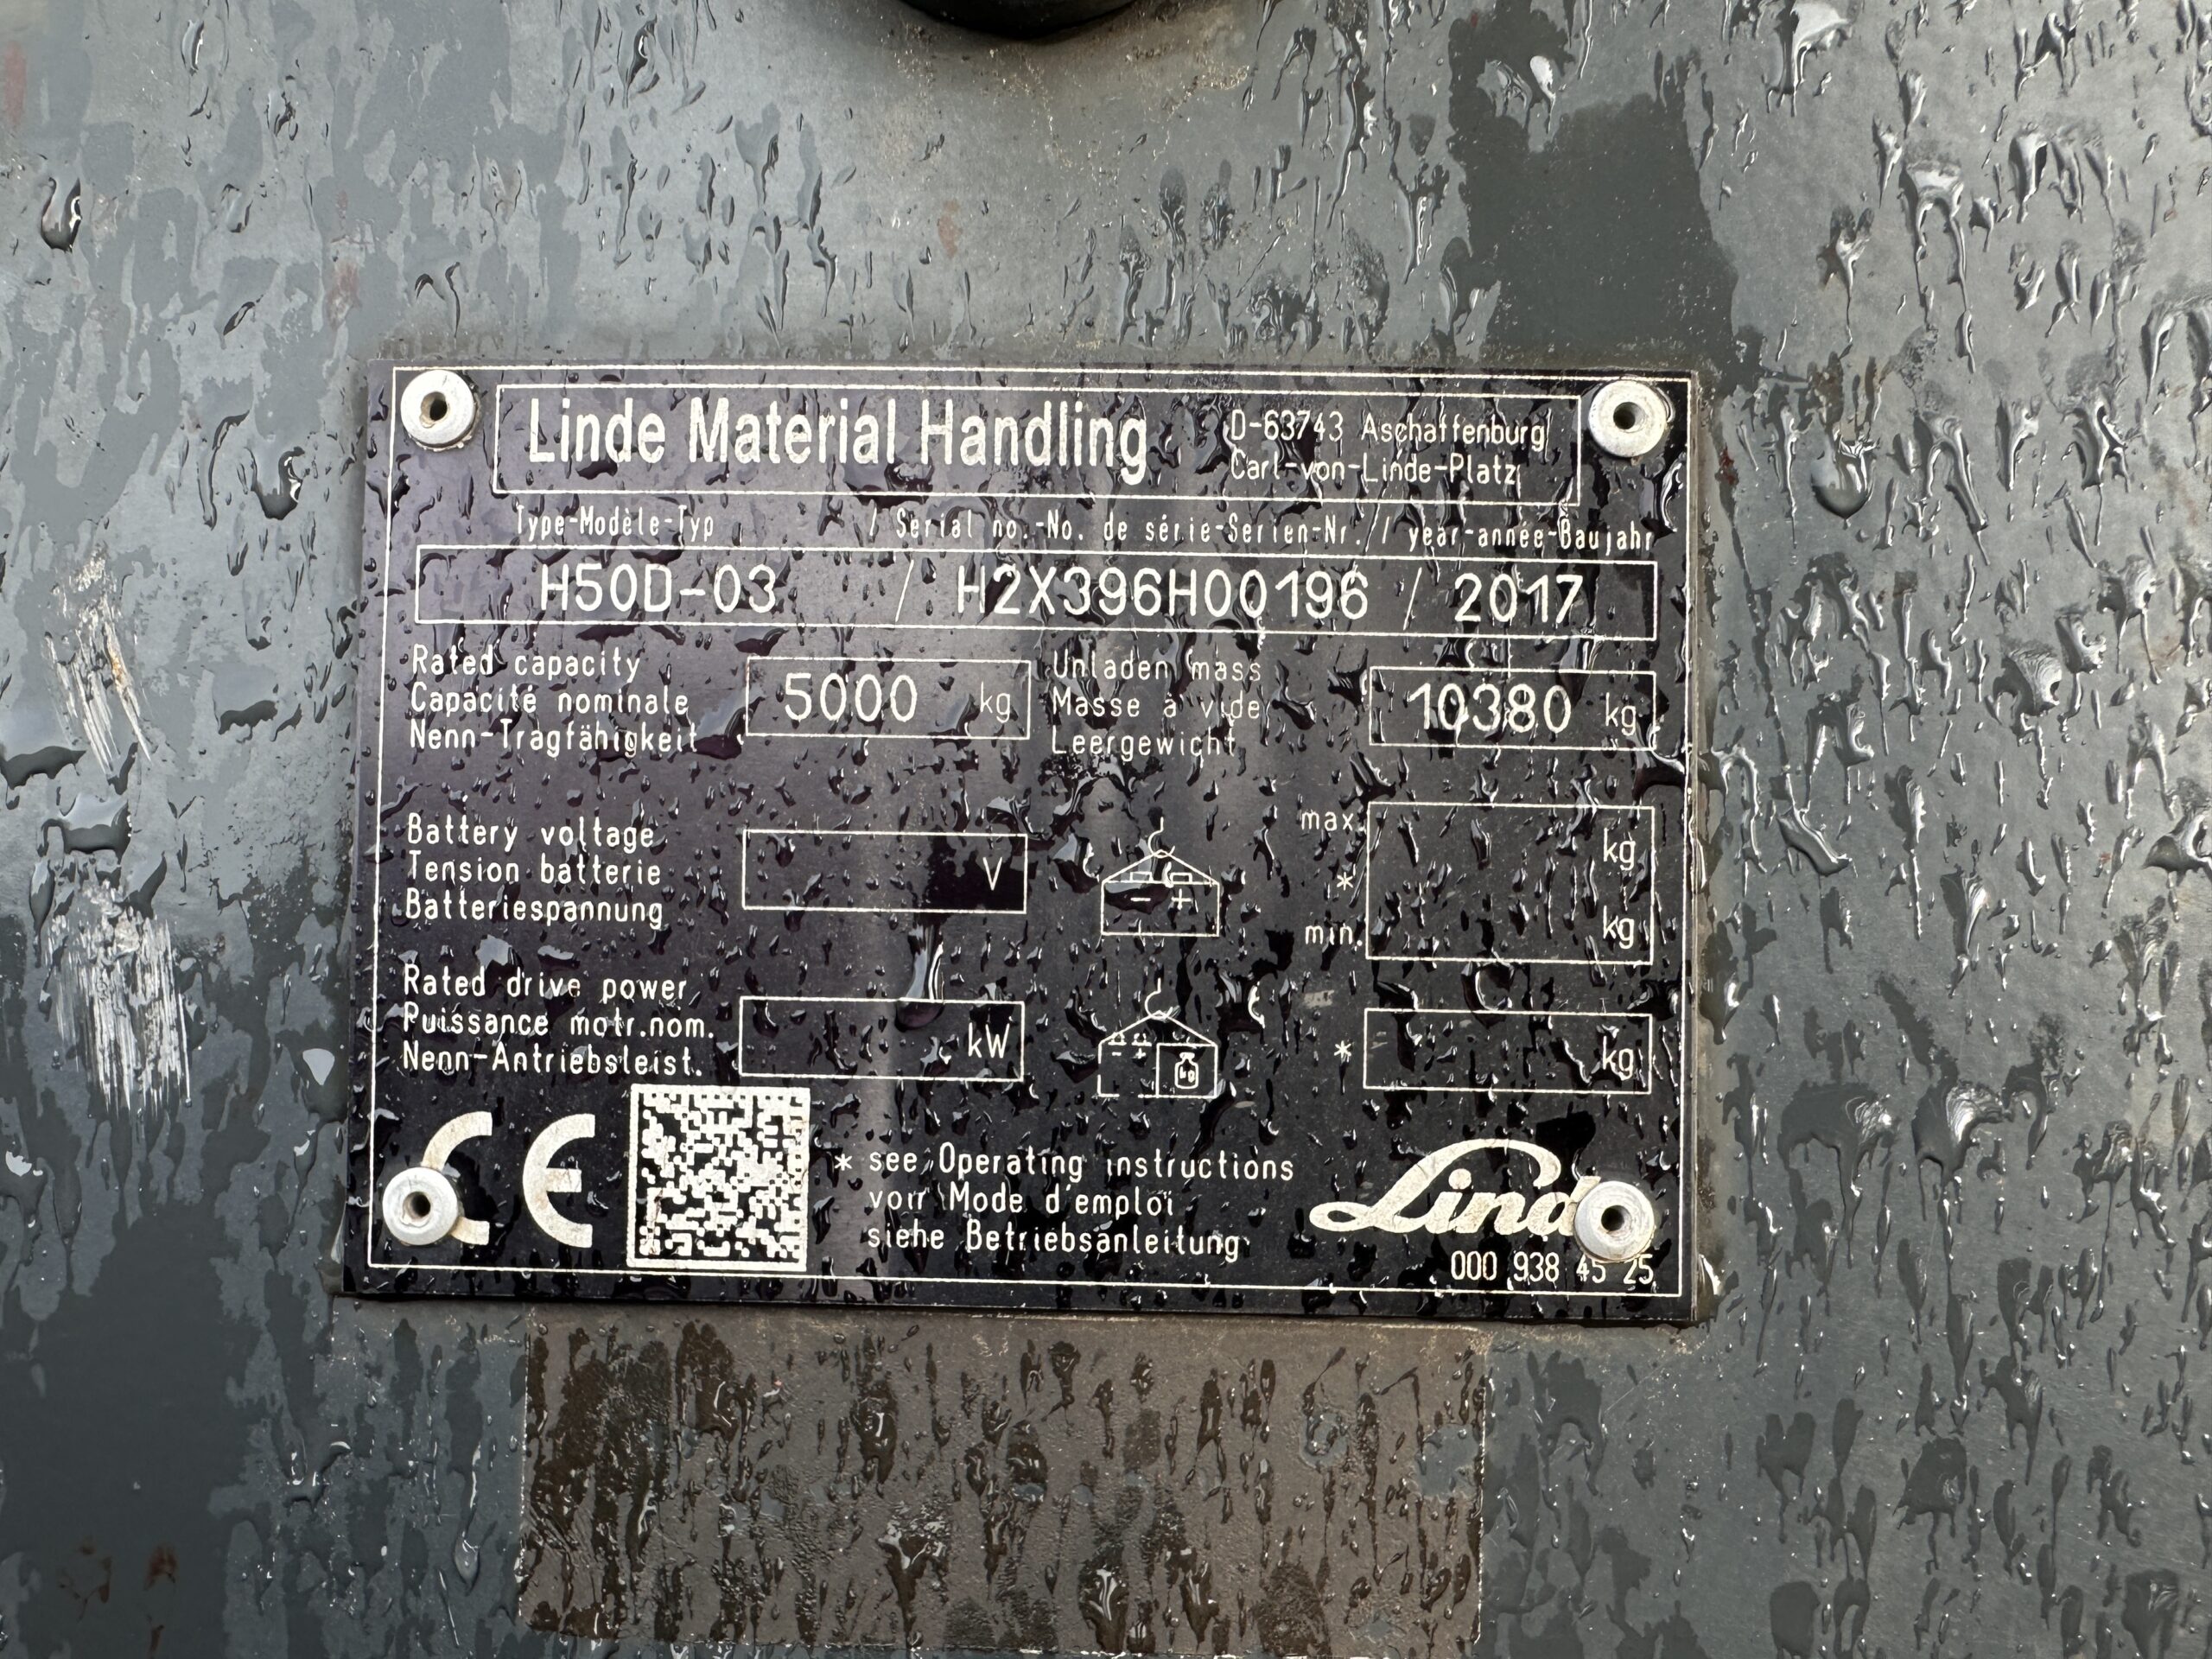 Linde Material Handling
D-63743 Aschaffenburg
Carl-von-Linde-Platz
Type-Modèle-Typ / Serial no.-No. de série-Serien-Nr. / year-année-Baujahr
H50D-03 / H2X396H00196 / 2017
Rated capacity
Capacité nominale
Nenn-Tragfähigkeit
5000 kg
Unladen mass
Masse à vide
Leergewicht
10380 kg
Battery voltage
Tension batterie
Batteriespannung
V
- +
max.
*
min.
kg
kg
Rated drive power
Puissance motr.nom.
Nenn-Antriebsleist.
kW
- +
kg
*
kg
CE
* see Operating instructions
voir Mode d'emploi
siehe Betriebsanleitung
Linde
000 938 45 25